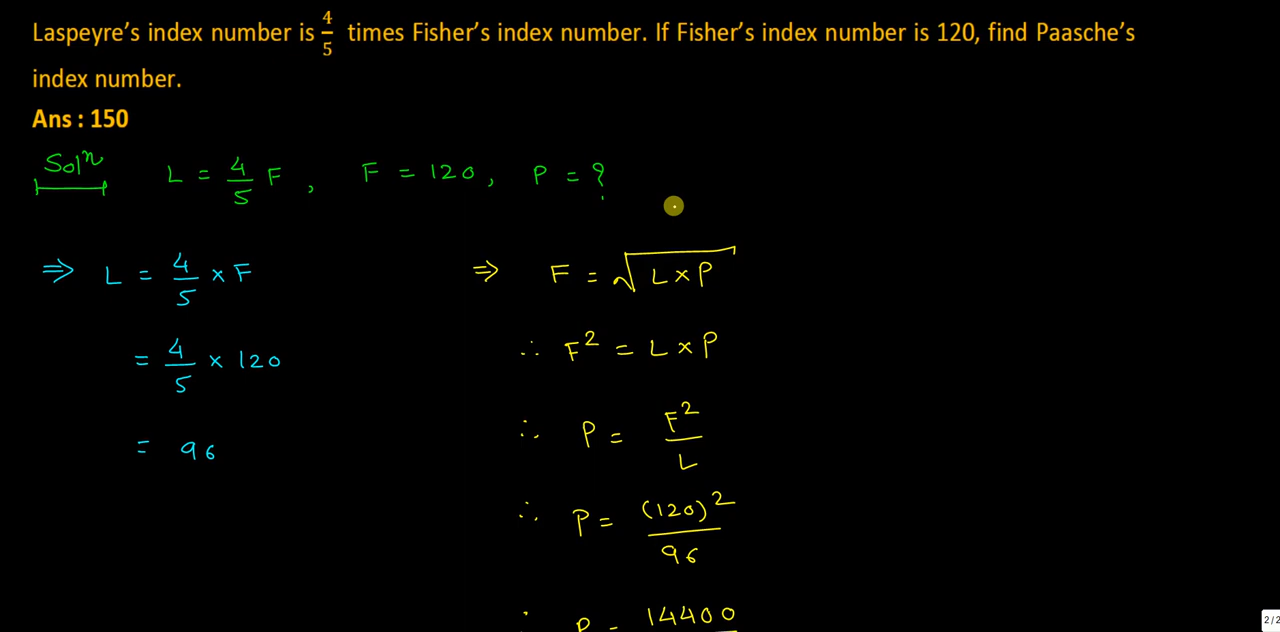 Laspeyre's index number is 4/5 times Fisher's index number. If Fisher's index number is 120, find Paasche's
index number.
Ans : 150
Solⁿ L = 4/5 F , F = 120, P = ?
⇒ L = 4/5 × F
= 4/5 × 120
= 96
⇒ F = √(L × P)
∴ F² = L × P
∴ P = F²/L
∴ P = (120)²/96
∴ P = 14400
2/2